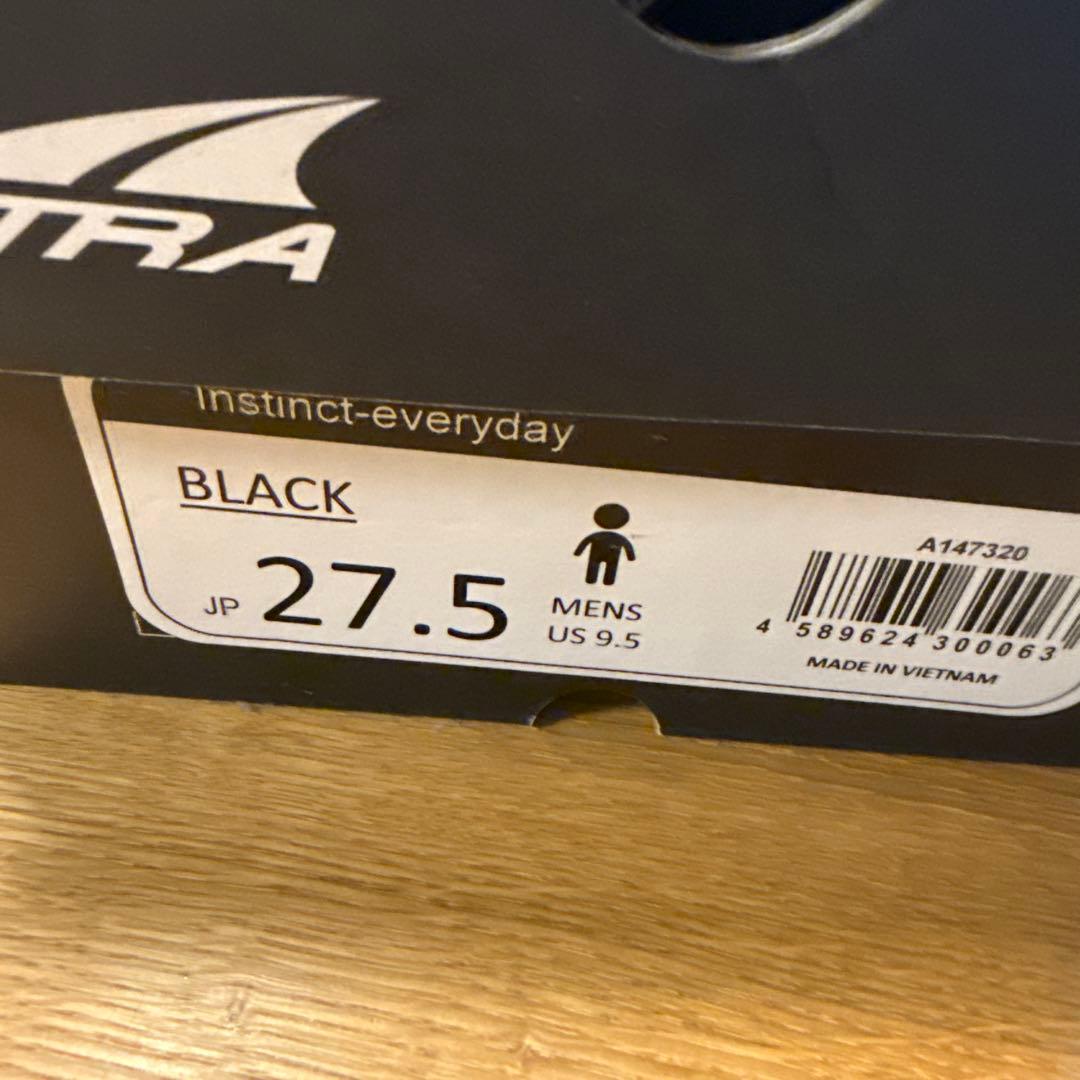 TRA
Instinct-everyday
BLACK
JP 27.5
MENS
US 9.5
A147320
4 589624 300063
MADE IN VIETNAM